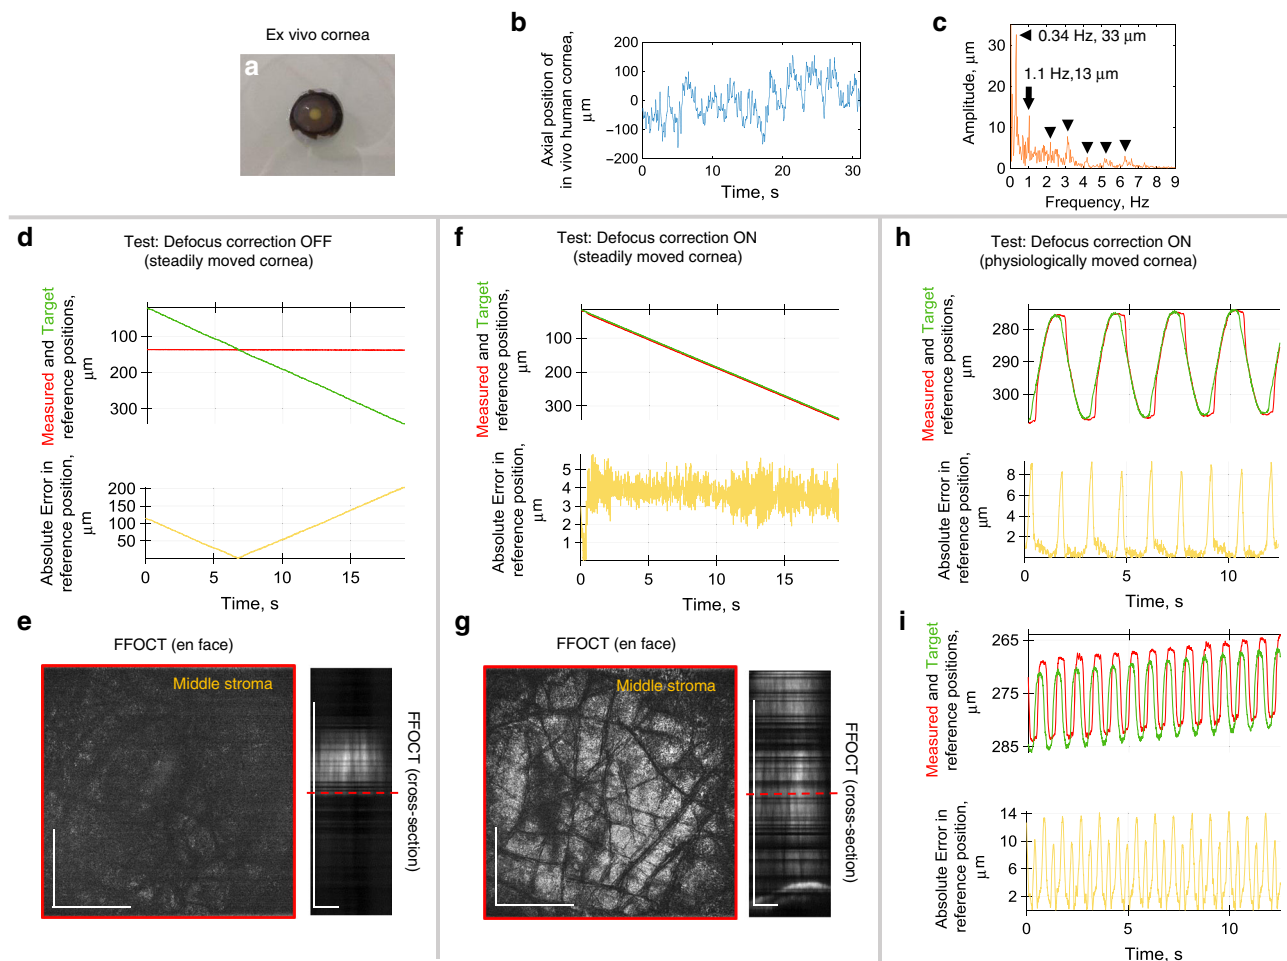 Ex vivo cornea
a
b
Axial position of
in vivo human cornea,
μm
200
100
0
−100
−200
0 10 20 30
Time, s
c
Amplitude, μm
30
20
10
0
0.34 Hz, 33 μm
1.1 Hz,13 μm
0 1 2 3 4 5 6 7 8 9
Frequency, Hz
d
Test: Defocus correction OFF
(steadily moved cornea)
Measured and Target
reference positions,
μm
100
200
300
Absolute Error in
reference position,
μm
200
150
100
50
0 5 10 15
Time, s
e
FFOCT (en face)
Middle stroma
FFOCT (cross-section)
f
Test: Defocus correction ON
(steadily moved cornea)
Measured and Target
reference positions,
μm
100
200
300
Absolute Error in
reference position,
μm
5
4
3
2
1
0 5 10 15
Time, s
g
FFOCT (en face)
Middle stroma
FFOCT (cross-section)
h
Test: Defocus correction ON
(physiologically moved cornea)
Measured and Target
reference positions,
μm
280
290
300
Absolute Error in
reference position,
μm
8
6
4
2
0 5 10
Time, s
i
Measured and Target
reference positions,
μm
265
275
285
Absolute Error in
reference position,
μm
14
10
6
2
0 5 10
Time, s